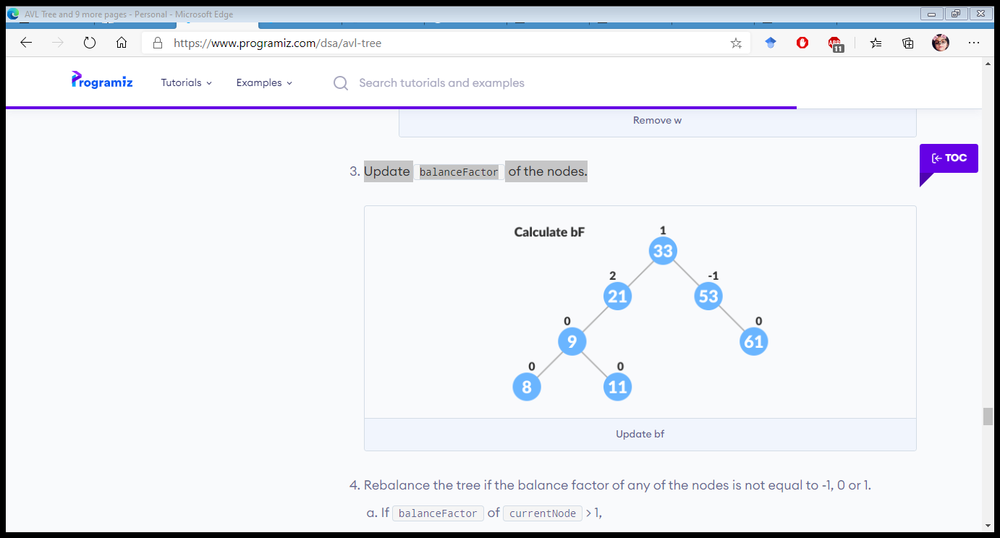 AVL Tree and 9 more pages - Personal - Microsoft Edge
https://www.programiz.com/dsa/avl-tree
11
Programiz
Tutorials
Examples
Search tutorials and examples
Remove w
TOC
3. Update balanceFactor of the nodes.
Calculate bF
1
33
2
-1
21
53
0
0
9
61
0
0
8
11
Update bf
4. Rebalance the tree if the balance factor of any of the nodes is not equal to -1, 0 or 1.
a. If balanceFactor of currentNode > 1,